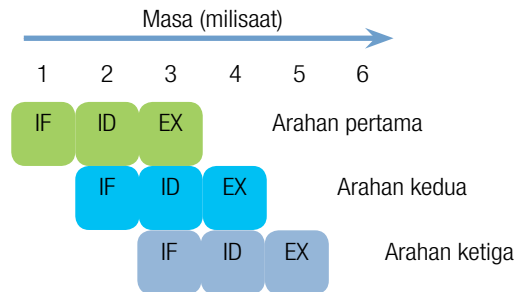 Masa (milisaat)
1 2 3 4 5 6
IF ID EX Arahan pertama
IF ID EX Arahan kedua
IF ID EX Arahan ketiga